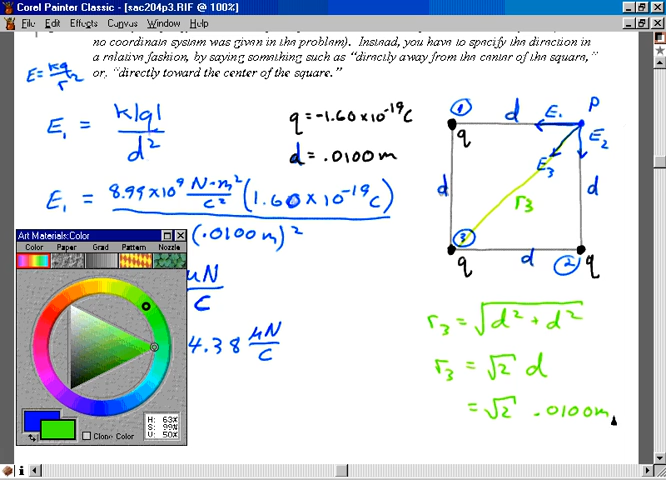 Corel Painter Classic - [sac204p3.RIF @ 100%]
File Edit Effects Canvas Window Help
no coordinate system was given in the problem). Instead, you have to specify the direction in
a relative fashion, by saying something such as "directly away from the center of the square,"
or, "directly toward the center of the square."
E = kq/r²
E₁ = k|q|/d²
q = -1.60 x 10⁻¹⁹ C
d = .0100 m
E₁ = 8.99 x 10⁹ N·m²/C² (1.60 x 10⁻¹⁹ C)
(.0100 m)²
μN/C
4.38 μN/C
1 d E₁ P
q E₂
E₃
d r₃ d
3
q d 2 q
r₃ = √d² + d²
r₃ = √2 d
= √2 .0100m
Art Materials:Color
Color Paper Grad Pattern Nozzle
H: 63%
S: 99%
V: 50%
Clone Color